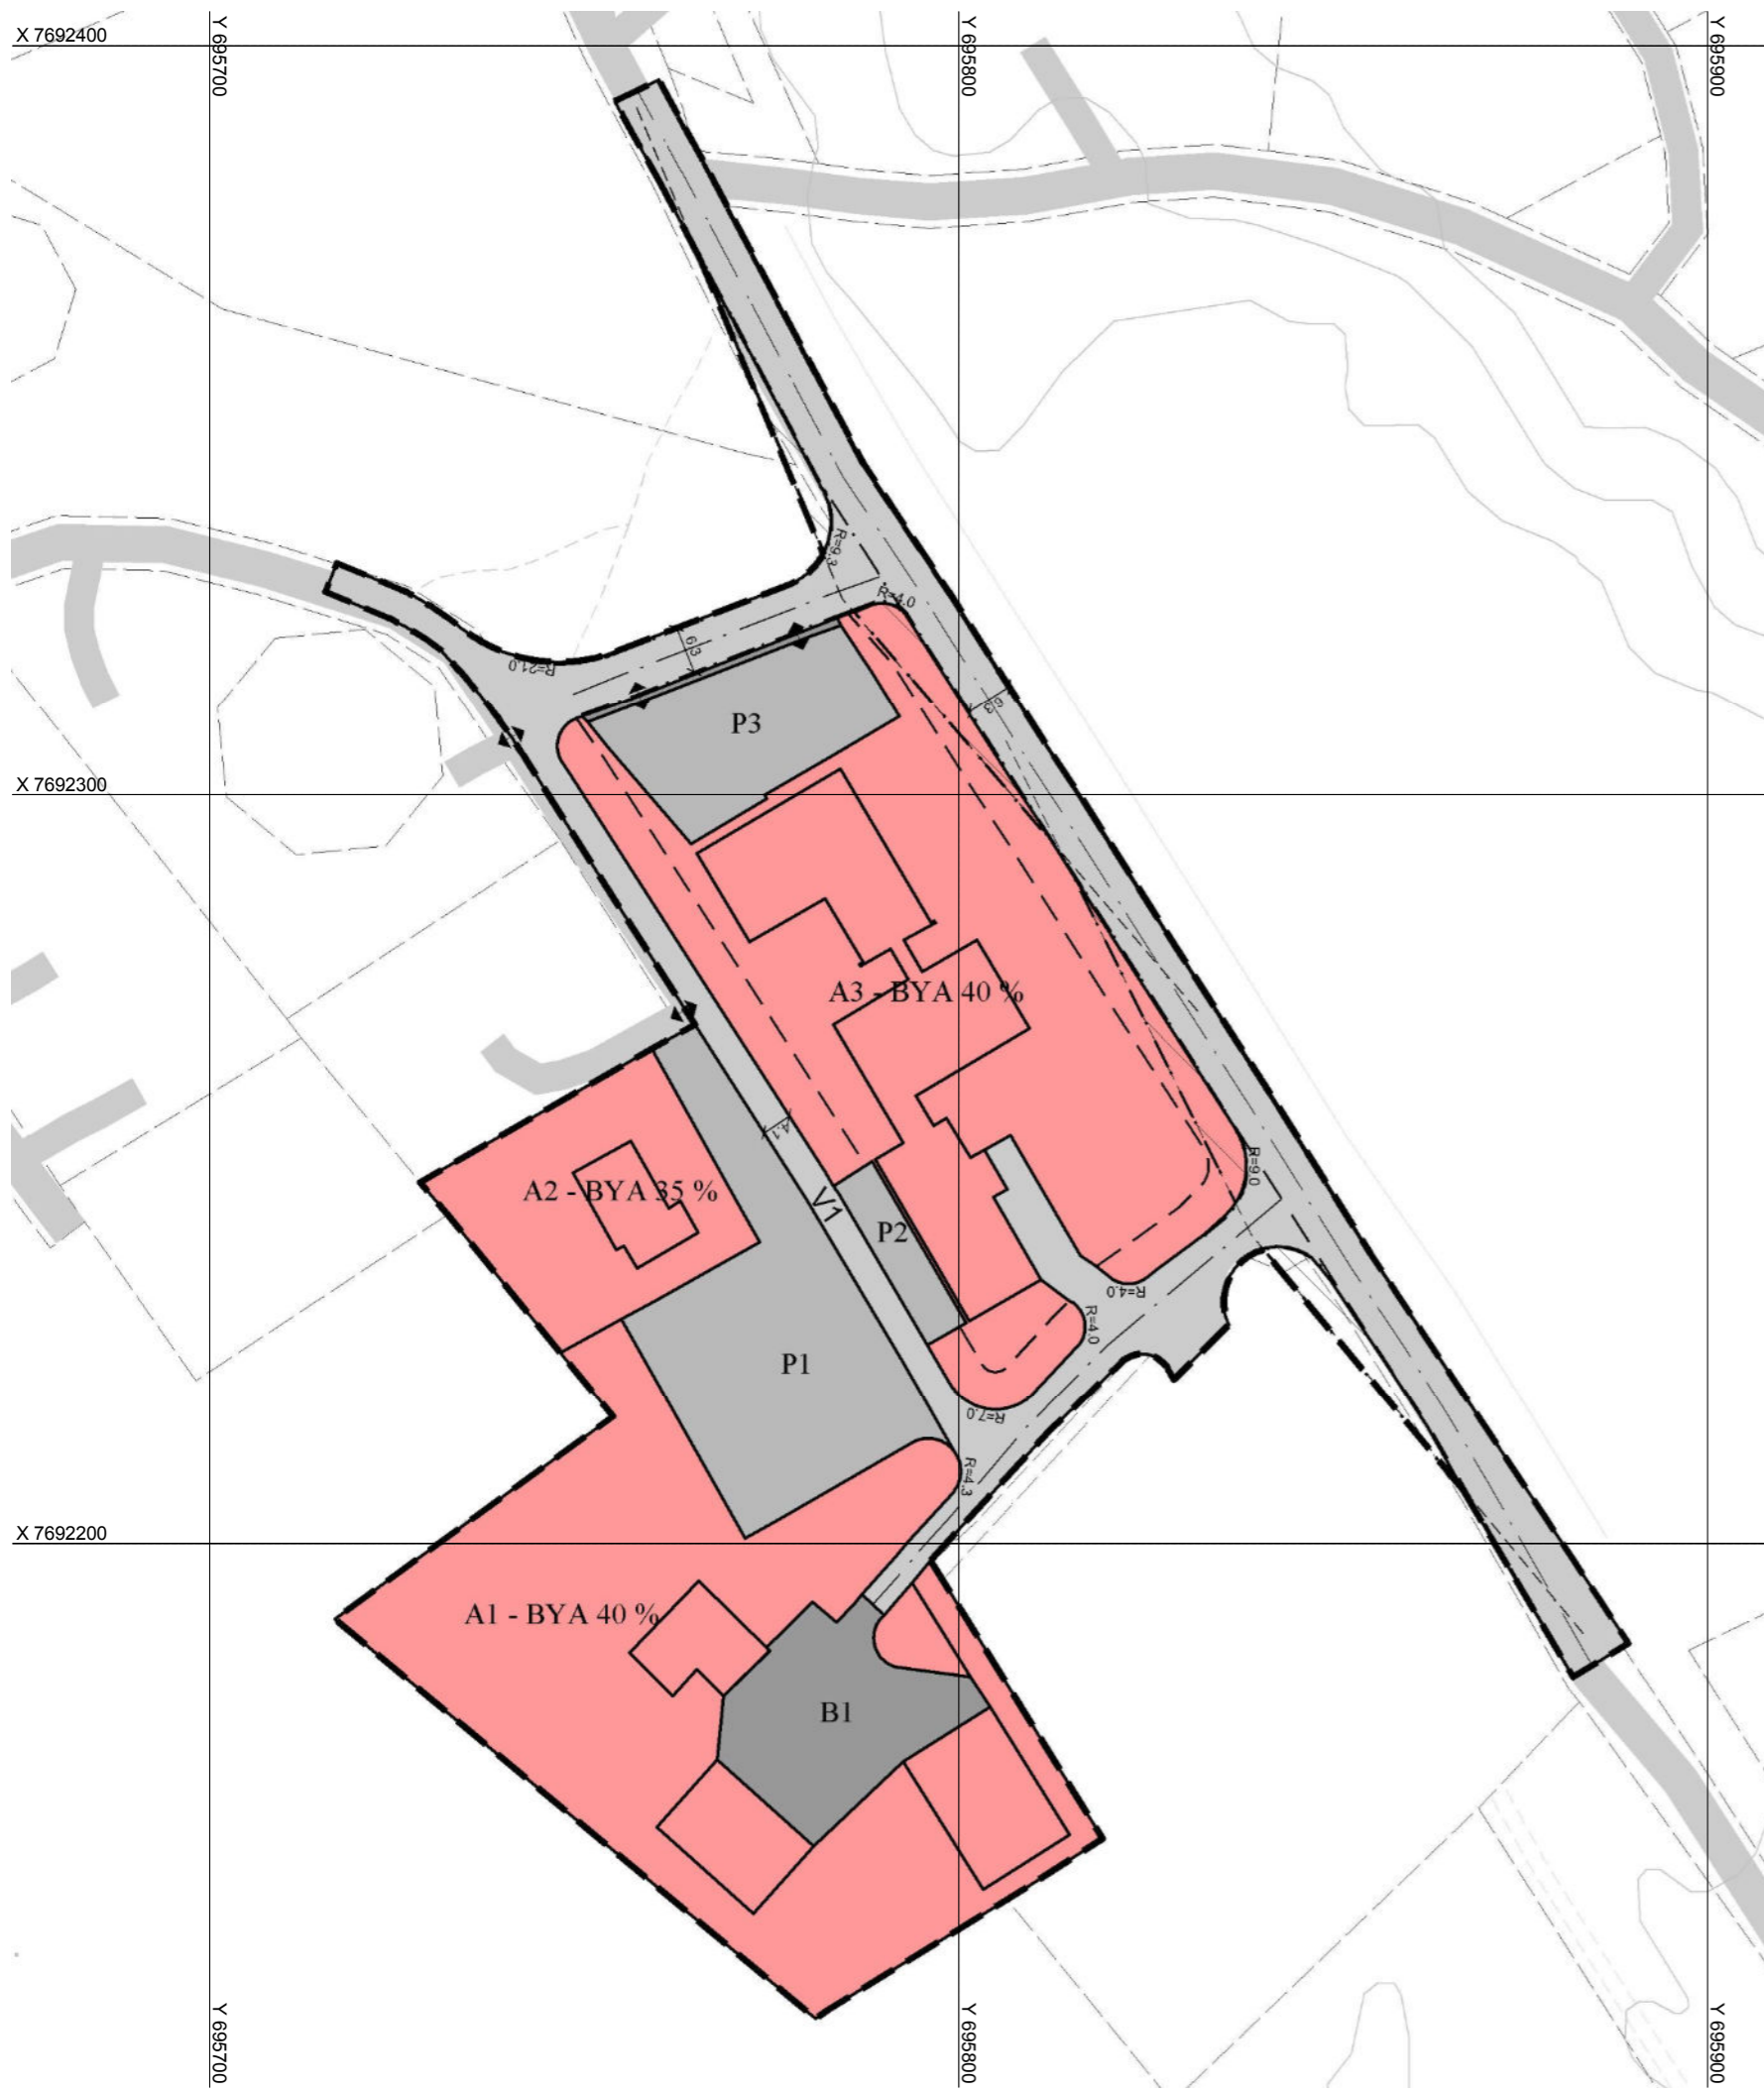 X 7692400
Y 695700
Y 695800
Y 695900
R=9.3
R=4.0
6.3
R=21.0
6.3
P3
X 7692300
A3 - BYA 40 %
4.1
R=9.0
A2 - BYA 35 %
V1
P2
R=4.0
R=4.0
P1
R=7.0
R=4.3
X 7692200
A1 - BYA 40 %
B1
Y 695700
Y 695800
Y 695900